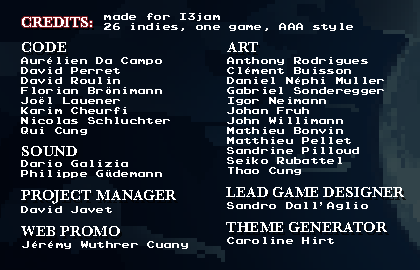 CREDITS: made for I3jam
26 indies, one game, AAA style
CODE
Aurélien Da Campo
David Perret
David Roulin
Florian Brönimann
Joël Lauener
Karim Cheurfi
Nicolas Schluchter
Qui Cung
SOUND
Dario Galizia
Philippe Güdemann
PROJECT MANAGER
David Javet
WEB PROMO
Jérémy Wuthrer Cuany
ART
Anthony Rodrigues
Clément Buisson
Daniel Néphi Muller
Gabriel Sonderegger
Igor Neimann
Johan Fruh
John Willimann
Mathieu Bonvin
Matthieu Pellet
Sandrine Pilloud
Seiko Rubattel
Thao Cung
LEAD GAME DESIGNER
Sandro Dall'Aglio
THEME GENERATOR
Caroline Hirt